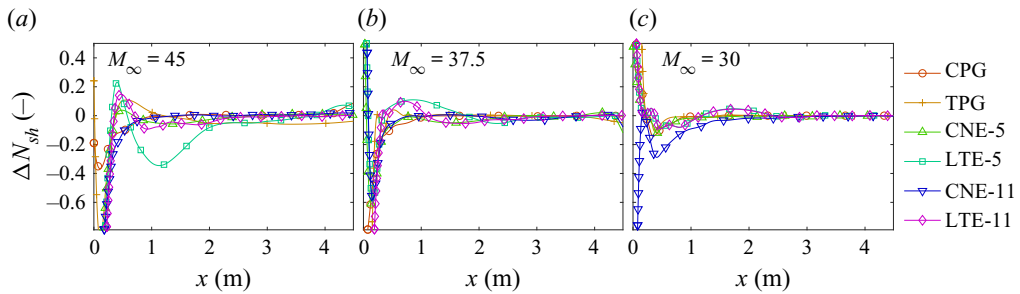 (a) (b) (c)
M∞ = 45 M∞ = 37.5 M∞ = 30
ΔN_sh (–)
0.4
0.2
0
−0.2
−0.4
−0.6
0 1 2 3 4 0 1 2 3 4 0 1 2 3 4
x (m) x (m) x (m)
CPG
TPG
CNE-5
LTE-5
CNE-11
LTE-11